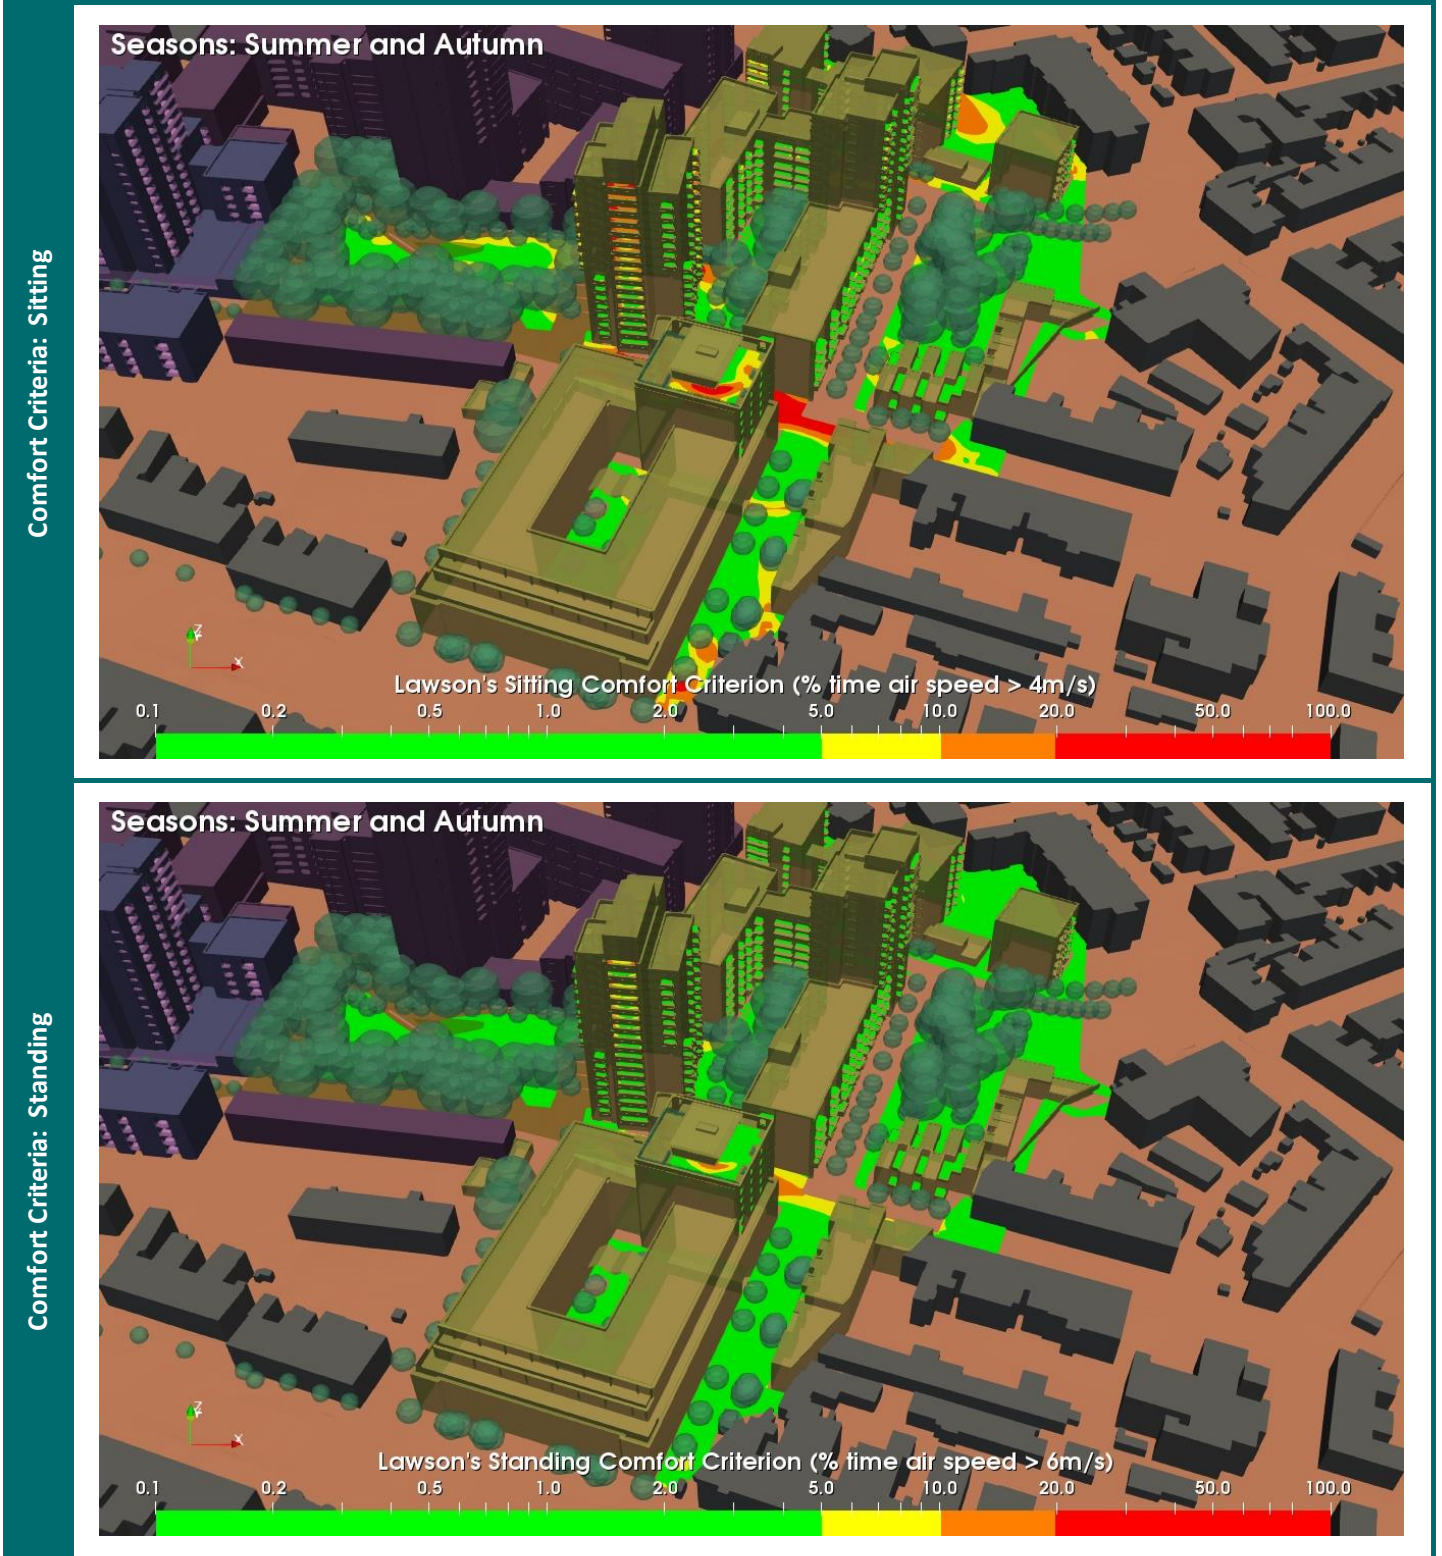 Comfort Criteria: Sitting
Seasons: Summer and Autumn
Z
X
Lawson's Sitting Comfort Criterion (% time air speed > 4m/s)
0.1 0.2 0.5 1.0 2.0 5.0 10.0 20.0 50.0 100.0
Comfort Criteria: Standing
Seasons: Summer and Autumn
Z
X
Lawson's Standing Comfort Criterion (% time air speed > 6m/s)
0.1 0.2 0.5 1.0 2.0 5.0 10.0 20.0 50.0 100.0